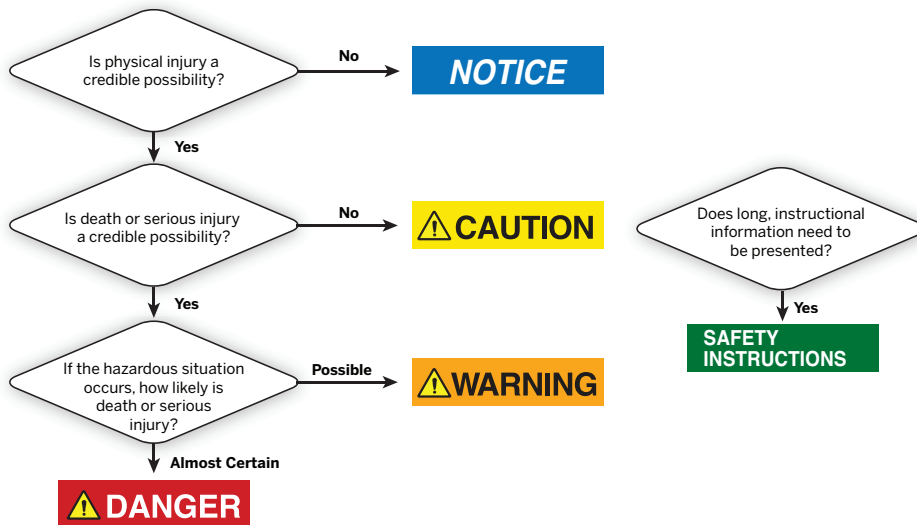 Is physical injury a
credible possibility?
No
NOTICE
Yes
Is death or serious injury
a credible possibility?
No
CAUTION
Yes
If the hazardous situation
occurs, how likely is
death or serious
injury?
Possible
WARNING
Almost Certain
DANGER
Does long, instructional
information need to
be presented?
Yes
SAFETY
INSTRUCTIONS